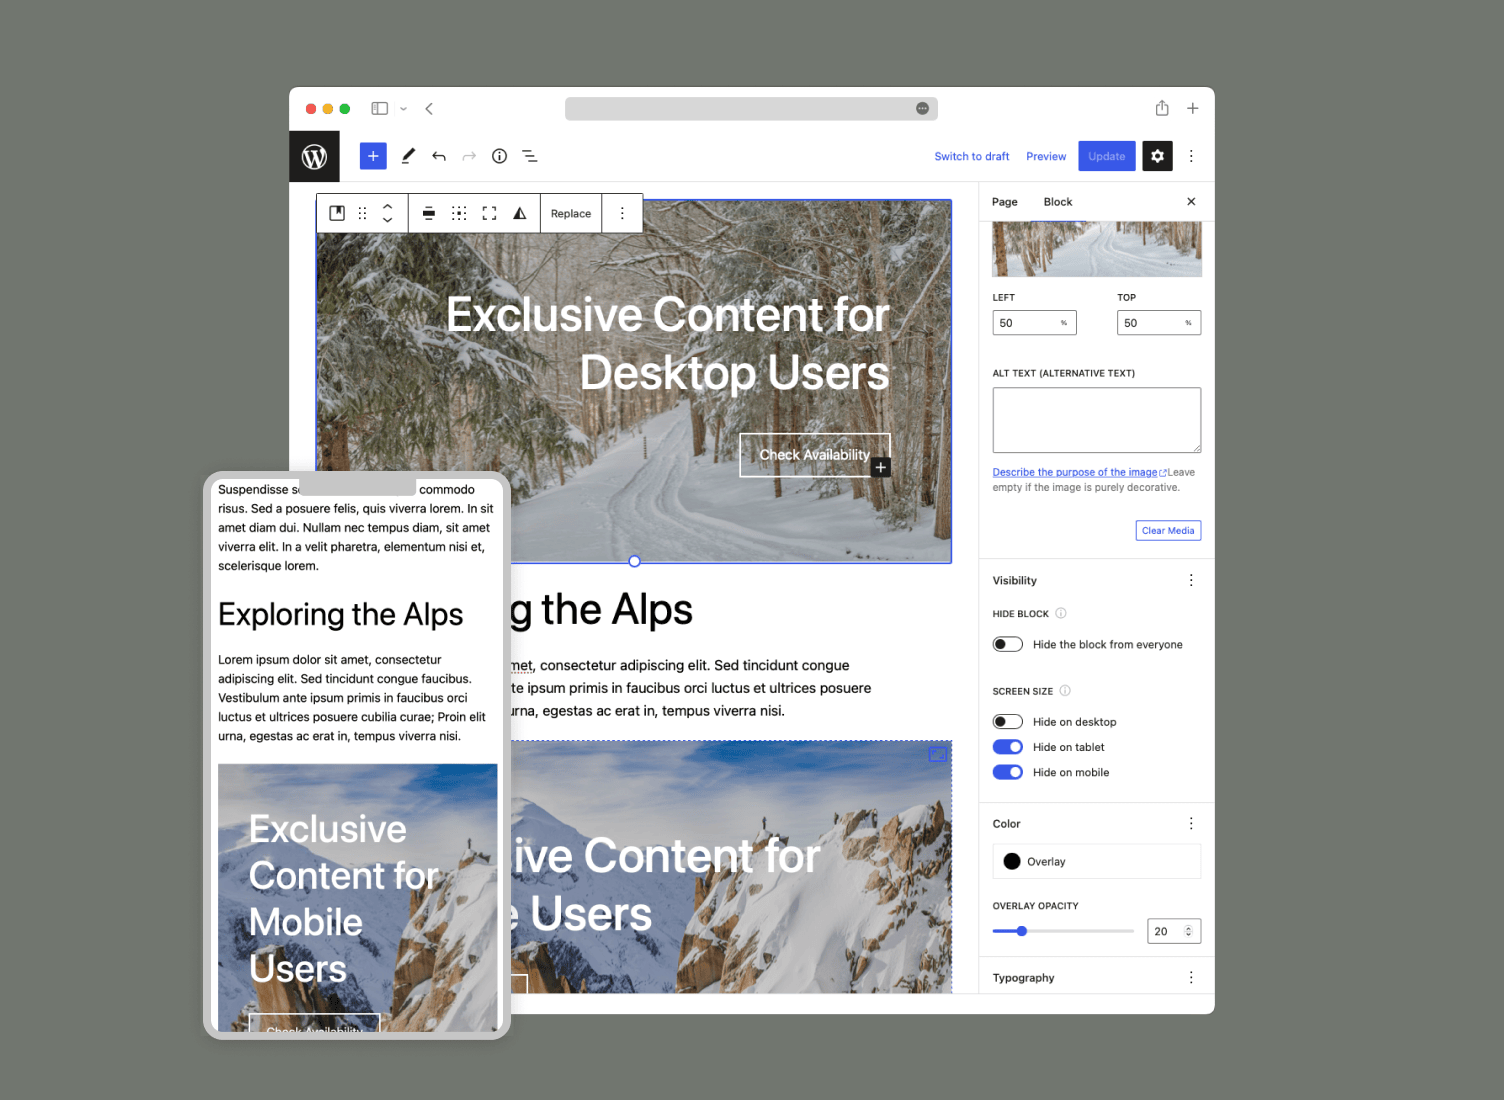 Switch to draft
Preview
Update
Replace
Exclusive Content for
Desktop Users
Check Availability
g the Alps
met, consectetur adipiscing elit. Sed tincidunt congue
te ipsum primis in faucibus orci luctus et ultrices posuere
urna, egestas ac erat in, tempus viverra nisi.
ive Content for
e Users
Page
Block
LEFT
TOP
50 %
50 %
ALT TEXT (ALTERNATIVE TEXT)
Describe the purpose of the image Leave
empty if the image is purely decorative.
Clear Media
Visibility
HIDE BLOCK
Hide the block from everyone
SCREEN SIZE
Hide on desktop
Hide on tablet
Hide on mobile
Color
Overlay
OVERLAY OPACITY
20
Typography
Suspendisse commodo
risus. Sed a posuere felis, quis viverra lorem. In sit
amet diam dui. Nullam nec tempus diam, sit amet
viverra elit. In a velit pharetra, elementum nisi et,
scelerisque lorem.
Exploring the Alps
Lorem ipsum dolor sit amet, consectetur
adipiscing elit. Sed tincidunt congue faucibus.
Vestibulum ante ipsum primis in faucibus orci
luctus et ultrices posuere cubilia curae; Proin elit
urna, egestas ac erat in, tempus viverra nisi.
Exclusive
Content for
Mobile
Users
Check Availability